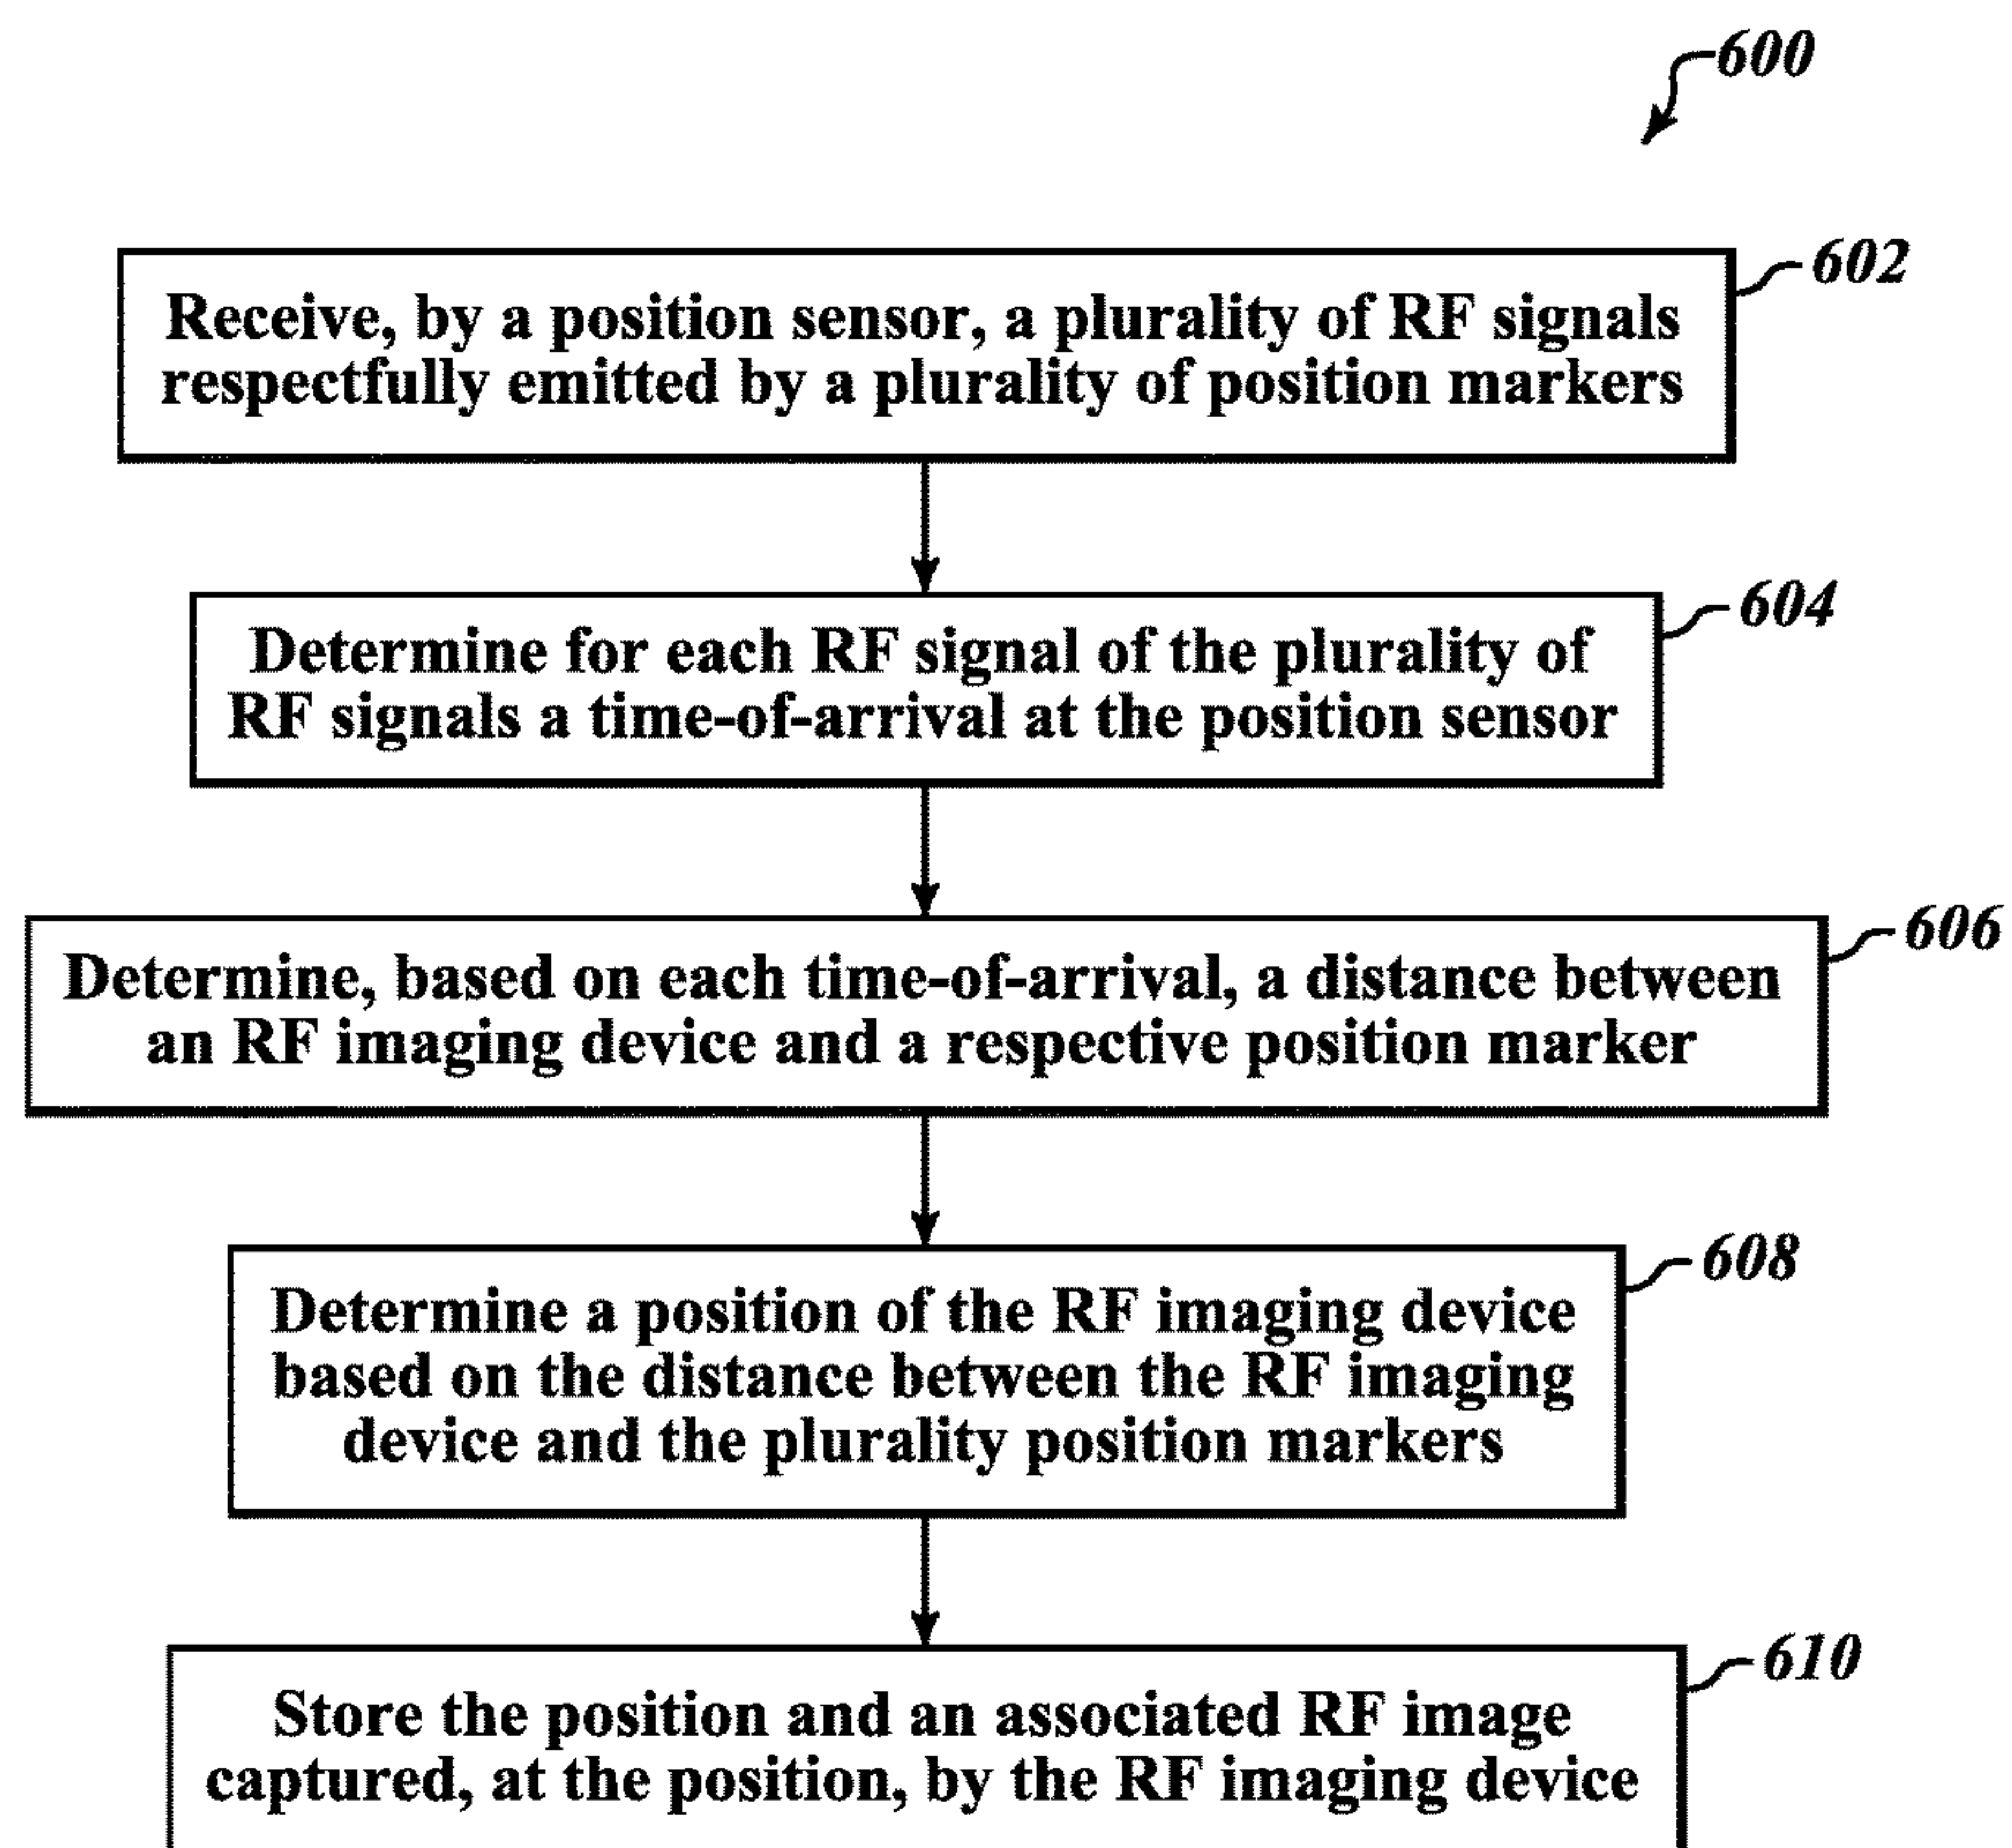 600
602
Receive, by a position sensor, a plurality of RF signals
respectfully emitted by a plurality of position markers
604
Determine for each RF signal of the plurality of
RF signals a time-of-arrival at the position sensor
606
Determine, based on each time-of-arrival, a distance between
an RF imaging device and a respective position marker
608
Determine a position of the RF imaging device
based on the distance between the RF imaging
device and the plurality position markers
610
Store the position and an associated RF image
captured, at the position, by the RF imaging device